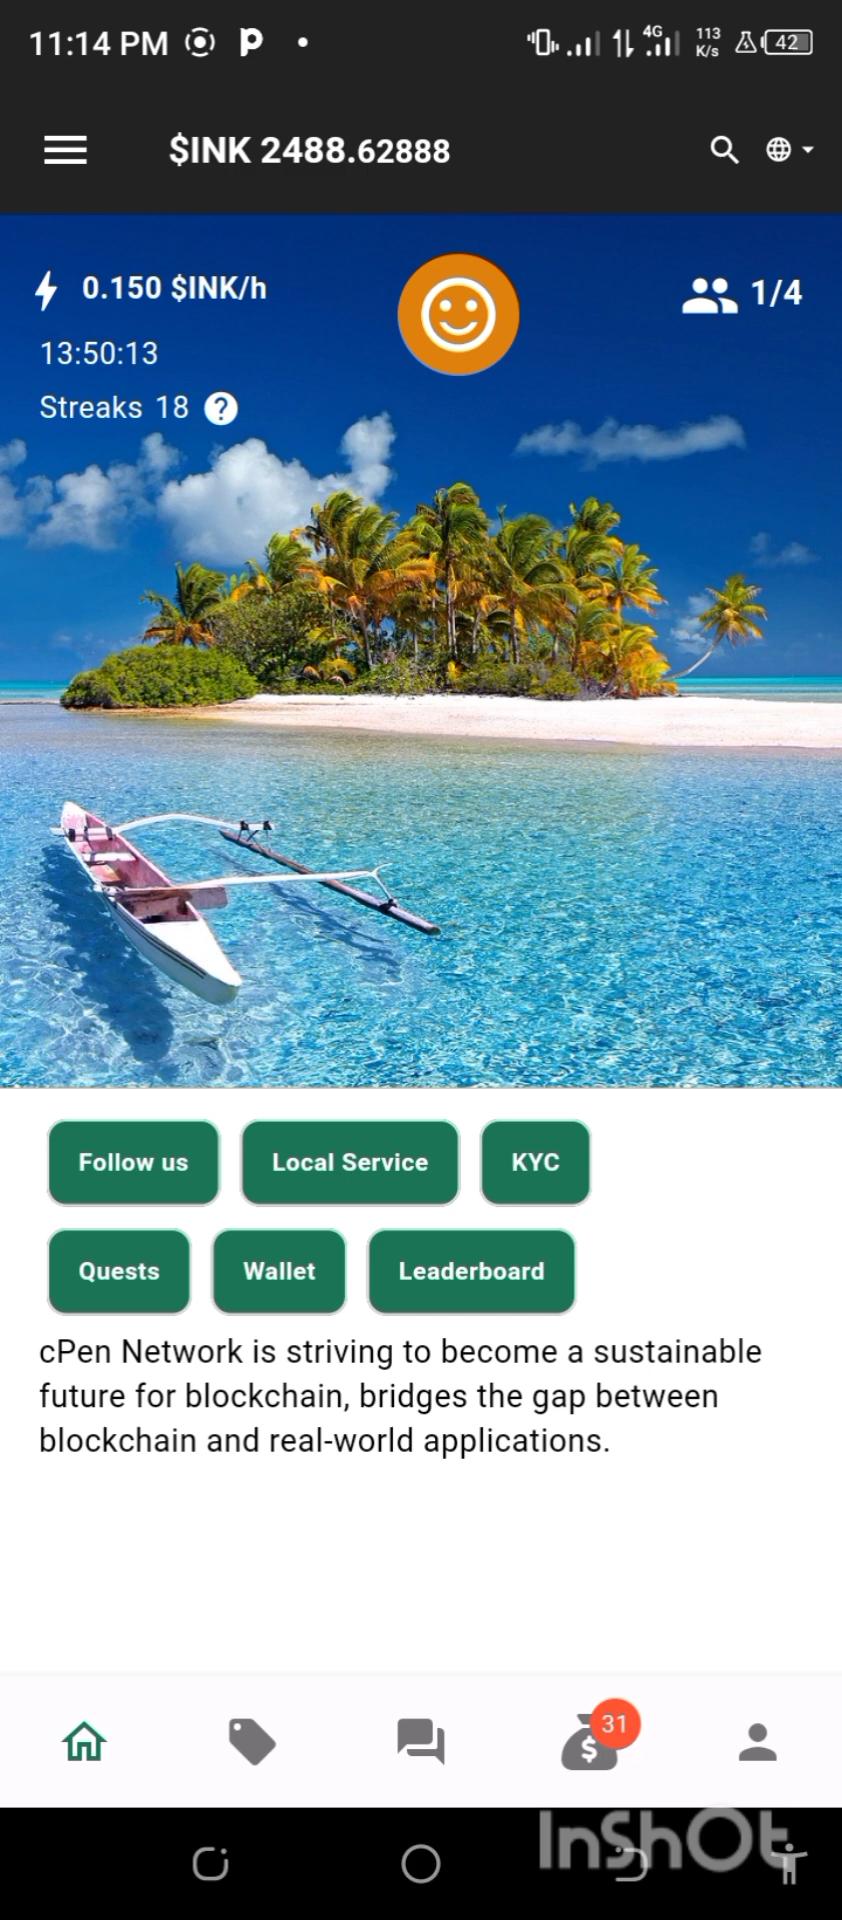 11:14 PM
4G
113
K/s
42
$INK 2488.62888
0.150 $INK/h
1/4
13:50:13
Streaks 18 ?
Follow us
Local Service
KYC
Quests
Wallet
Leaderboard
cPen Network is striving to become a sustainable
future for blockchain, bridges the gap between
blockchain and real-world applications.
31
$
InShOt